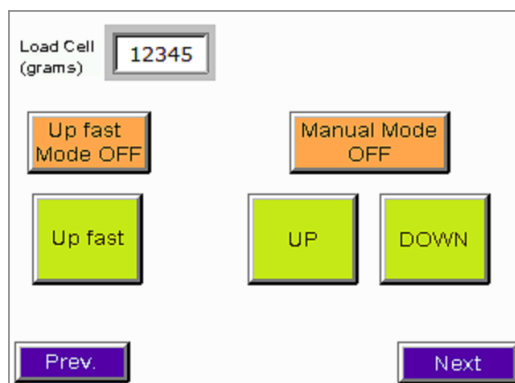 Load Cell
(grams)
12345
Up fast
Mode OFF
Manual Mode
OFF
Up fast
UP
DOWN
Prev.
Next